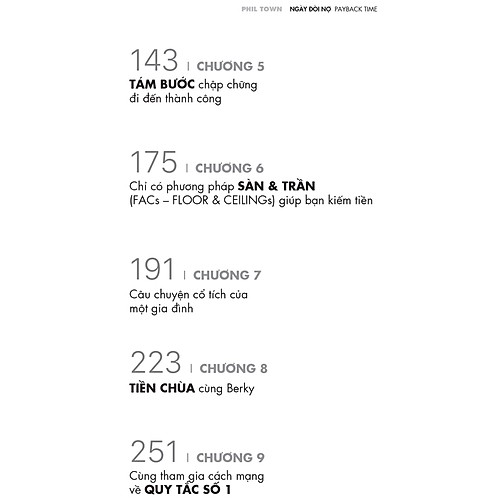 PHIL TOWN NGÀY ĐÒI NỢ PAYBACK TIME
143 | CHƯƠNG 5
TÁM BƯỚC chập chững
đi đến thành công
175 | CHƯƠNG 6
Chỉ có phương pháp SÀN & TRẦN
(FACs – FLOOR & CEILINGs) giúp bạn kiếm tiền
191 | CHƯƠNG 7
Câu chuyện cổ tích của
một gia đình
223 | CHƯƠNG 8
TIỀN CHÙA cùng Berky
251 | CHƯƠNG 9
Cùng tham gia cách mạng
về QUY TẮC SỐ 1